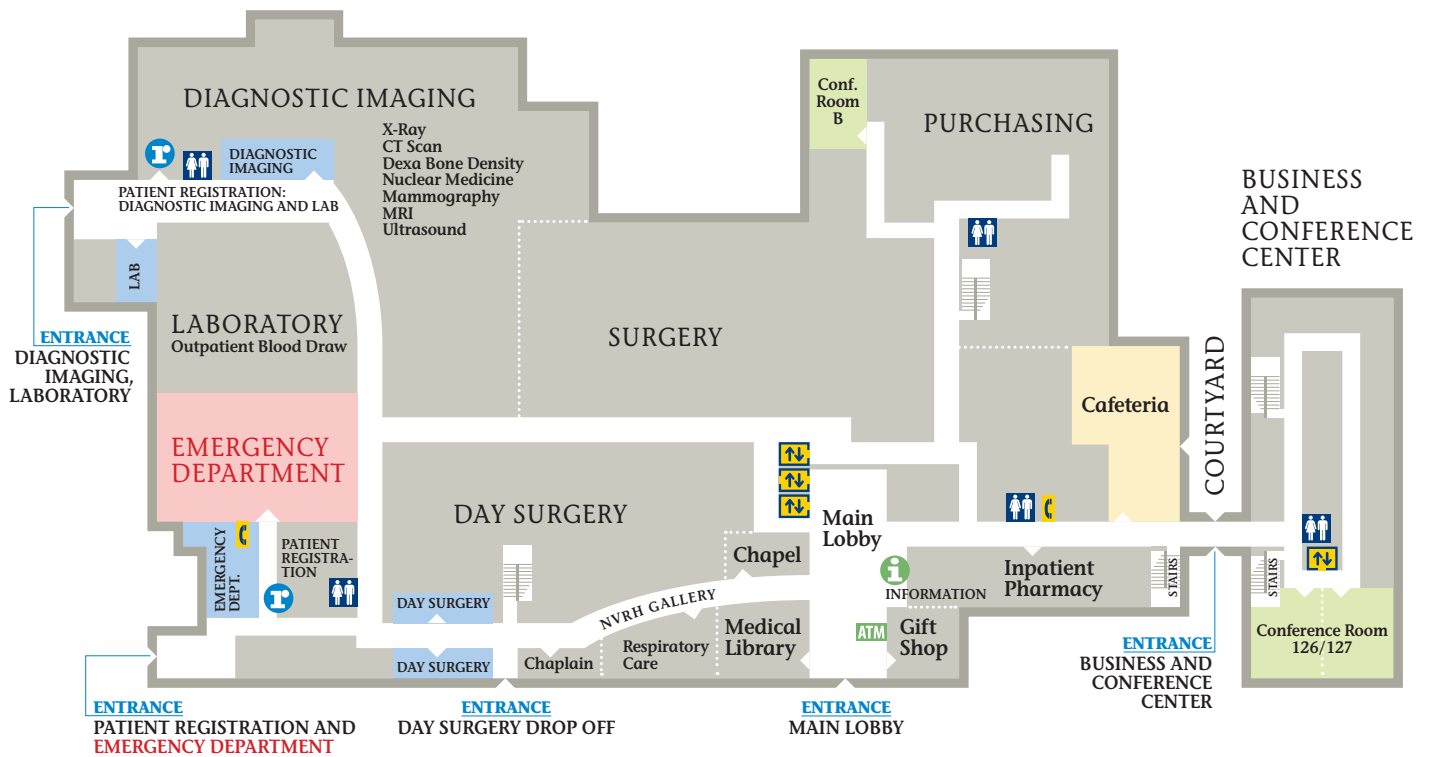 DIAGNOSTIC IMAGING
X-Ray
CT Scan
Dexa Bone Density
Nuclear Medicine
Mammography
MRI
Ultrasound
r
DIAGNOSTIC
IMAGING
PATIENT REGISTRATION:
DIAGNOSTIC IMAGING AND LAB
LAB
ENTRANCE
DIAGNOSTIC
IMAGING,
LABORATORY
LABORATORY
Outpatient Blood Draw
EMERGENCY
DEPARTMENT
EMERGENCY
DEPT.
PATIENT
REGISTRA-
TION
r
ENTRANCE
PATIENT REGISTRATION AND
EMERGENCY DEPARTMENT
SURGERY
DAY SURGERY
DAY SURGERY
DAY SURGERY
ENTRANCE
DAY SURGERY DROP OFF
Chaplain
NVRH GALLERY
Respiratory
Care
Chapel
Medical
Library
Main
Lobby
i
INFORMATION
ATM
Gift
Shop
ENTRANCE
MAIN LOBBY
Conf.
Room
B
PURCHASING
Cafeteria
Inpatient
Pharmacy
STAIRS
COURTYARD
ENTRANCE
BUSINESS AND
CONFERENCE
CENTER
BUSINESS
AND
CONFERENCE
CENTER
STAIRS
Conference Room
126/127